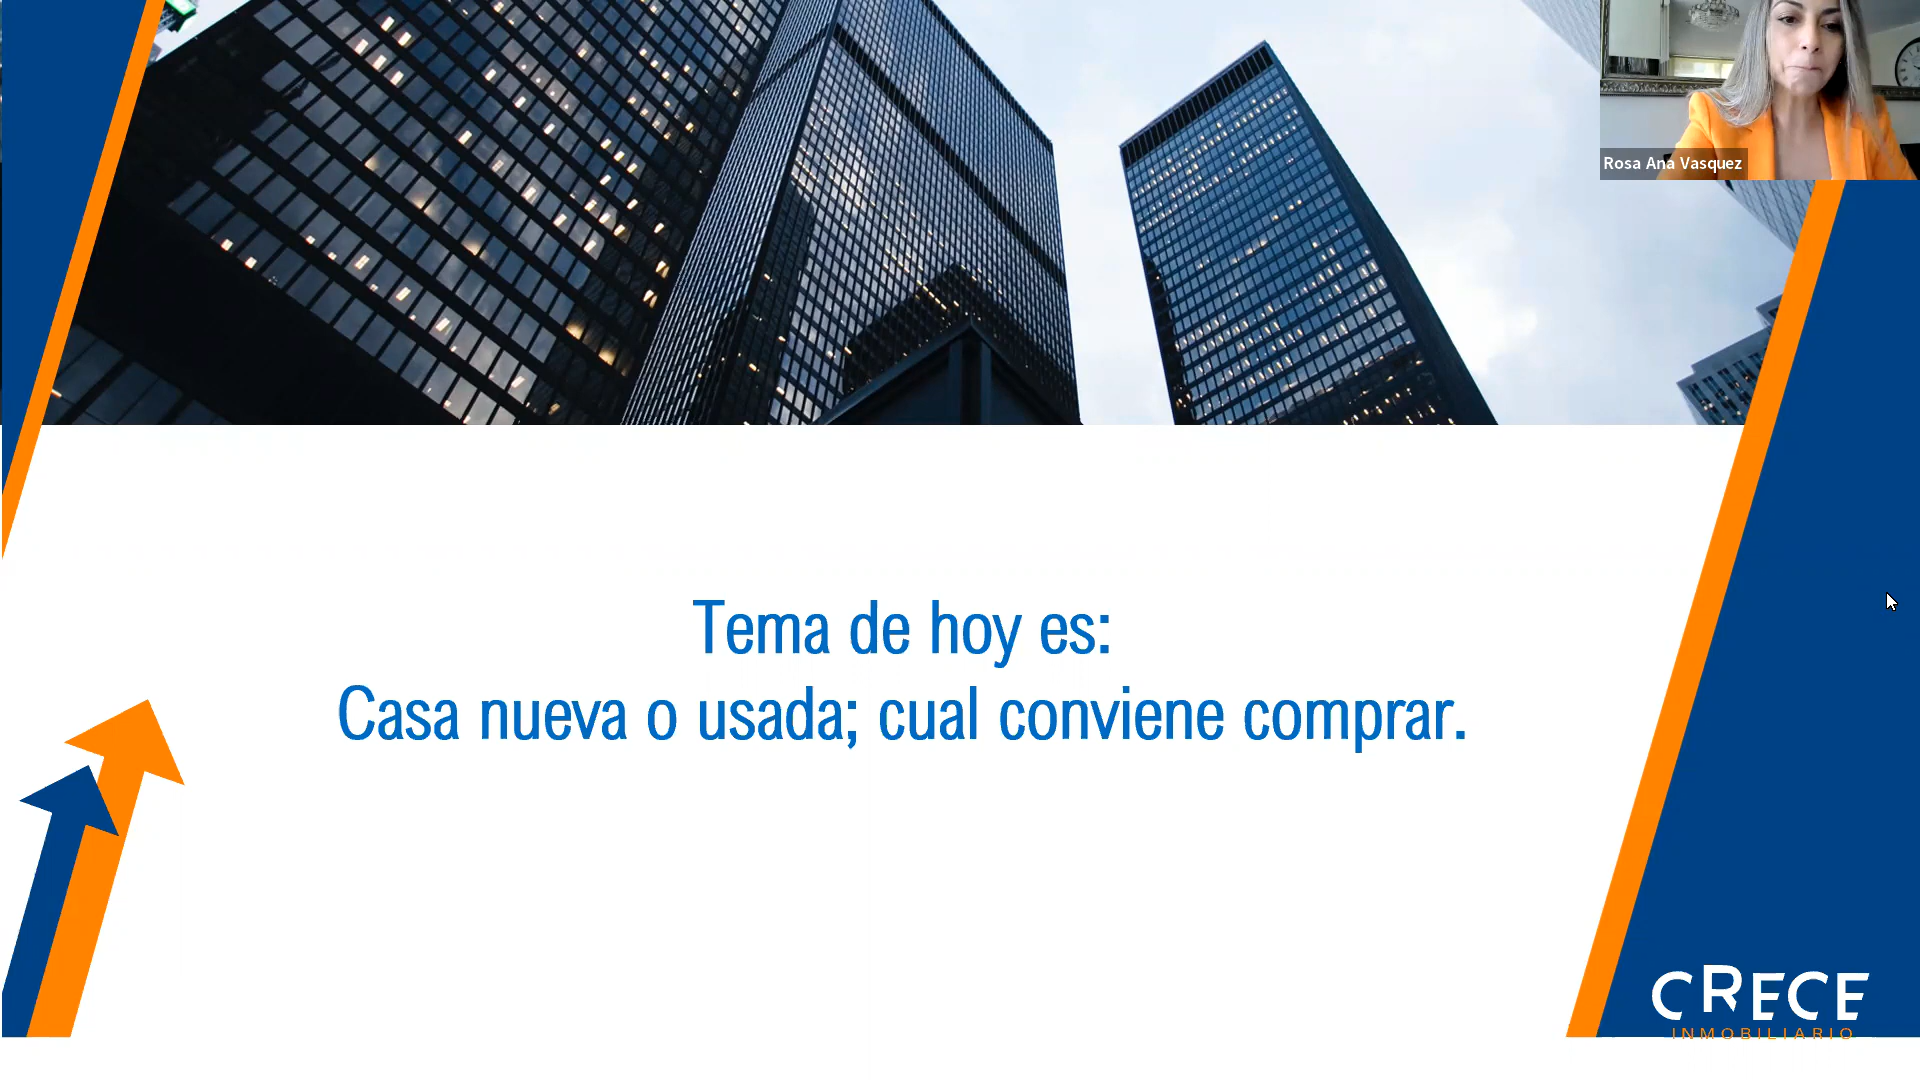 Rosa Ana Vasquez
Tema de hoy es:
Casa nueva o usada; cual conviene comprar.
CRECE
INMOBILIARIO